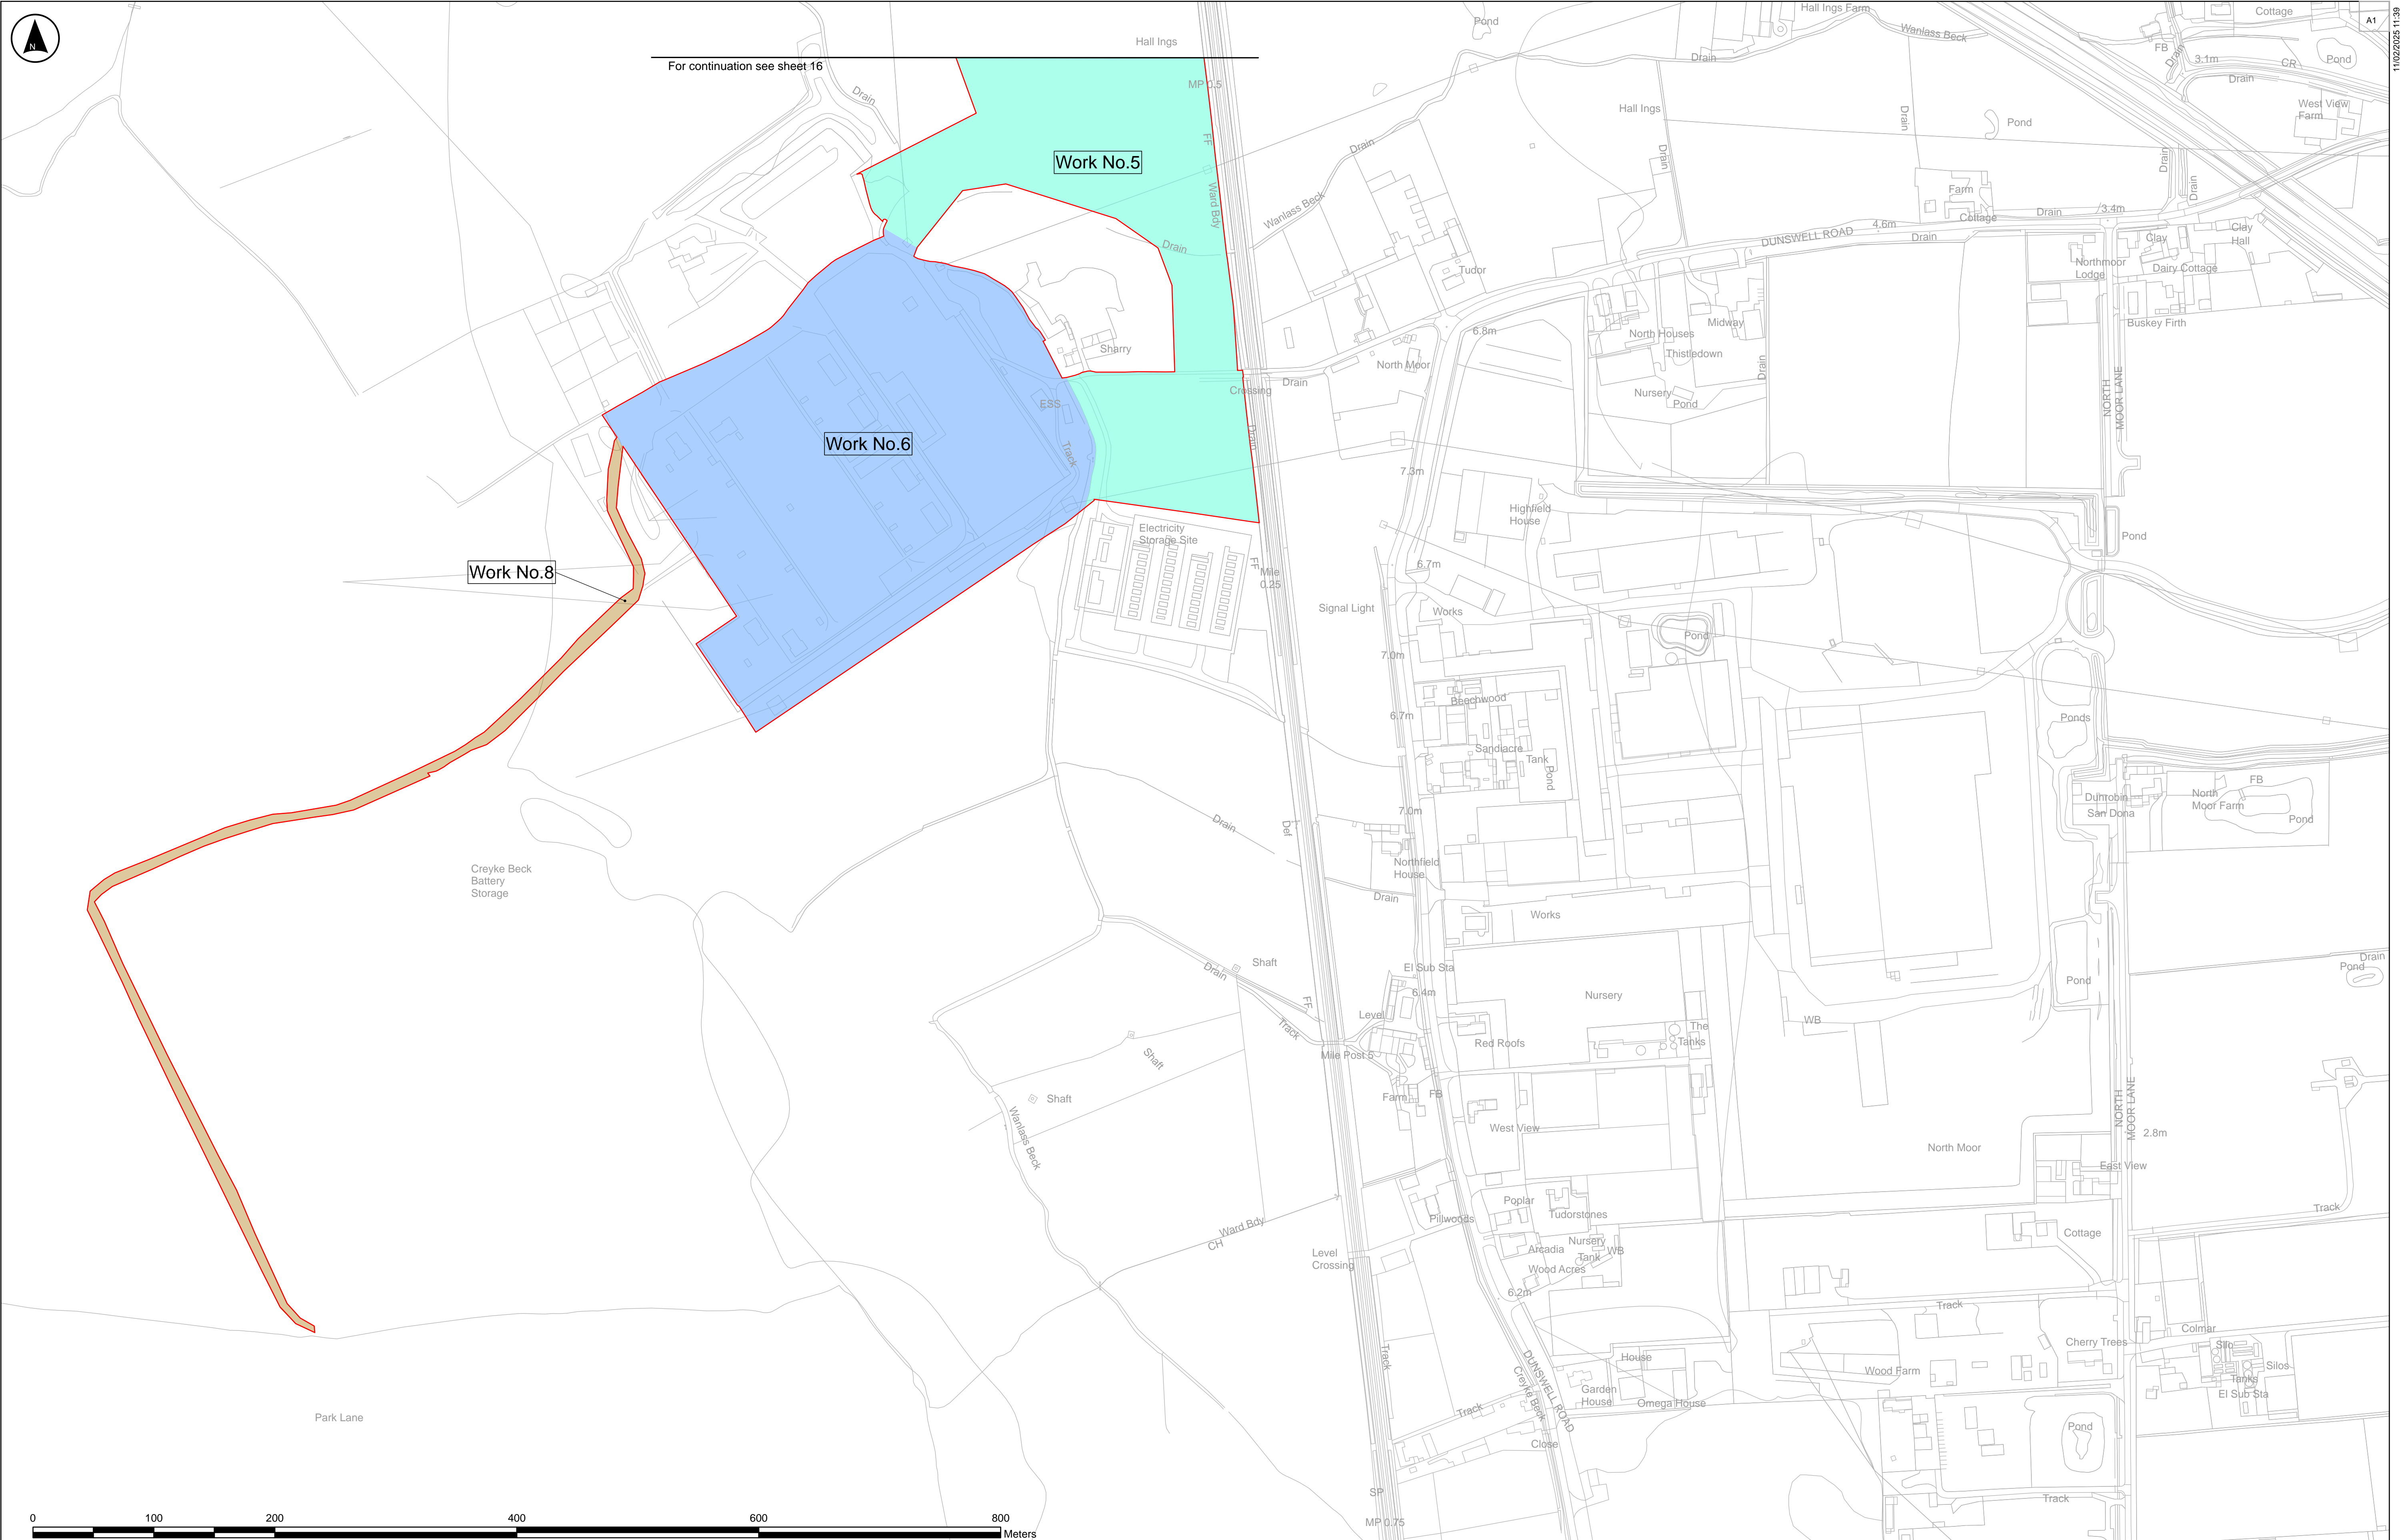 N
For continuation see sheet 16
Hall Ings
Pond
Hall Ings Farm
Wanlass Beck
Cottage
A1
11/02/2025 11:39
FB
Drain
3.1m
CR
Pond
Drain
Drain
MP 0.5
Drain
Hall Ings
Drain
Pond
West View
Farm
FF
Work No.5
Drain
Drain
Drain
Drain
Ward Bdy
Wanlass Beck
Farm
Cottage
Drain
3.4m
4.6m
DUNSWELL ROAD
Drain
Clay
Clay
Hall
Drain
Tudor
Northmoor
Lodge
Dairy Cottage
6.8m
North Houses
Midway
Buskey Firth
Sharry
North Moor
Thistledown
Drain
Crossing
Drain
Nursery
Pond
NORTH
MOOR LANE
ESS
Work No.6
Track
Drain
7.3m
Electricity
Storage Site
Highfield
House
Pond
Work No.8
FF
Mile
0.25
6.7m
Signal Light
Works
Pond
7.0m
Beechwood
6.7m
Ponds
Sandiacre
Tank
Pond
FB
Dunrobin
San Dona
North
Moor Farm
Pond
7.0m
Drain
Def
Creyke Beck
Battery
Storage
Northfield
House
Drain
Works
Drain
Shaft
El Sub Sta
Drain
Pond
Pond
6.4m
Nursery
FF
Level
Track
WB
The
Tanks
Red Roofs
Mile Post 5
Shaft
Shaft
Farm
FB
NORTH
MOOR LANE
West View
Wanlass Beck
2.8m
North Moor
East View
Poplar
Tudorstones
Pillwoods
Track
Ward Bdy
CH
Cottage
Level
Crossing
Nursery
Arcadia
Tank
WB
Wood Acres
6.2m
Track
Colmar
Cherry Trees
Silo
Silos
Track
DUNSWELL ROAD
Creyke Beck
House
Wood Farm
Tanks
El Sub Sta
Garden
House
Omega House
Park Lane
Track
Pond
Close
SP
Track
MP 0.75
0
100
200
400
600
800
Meters